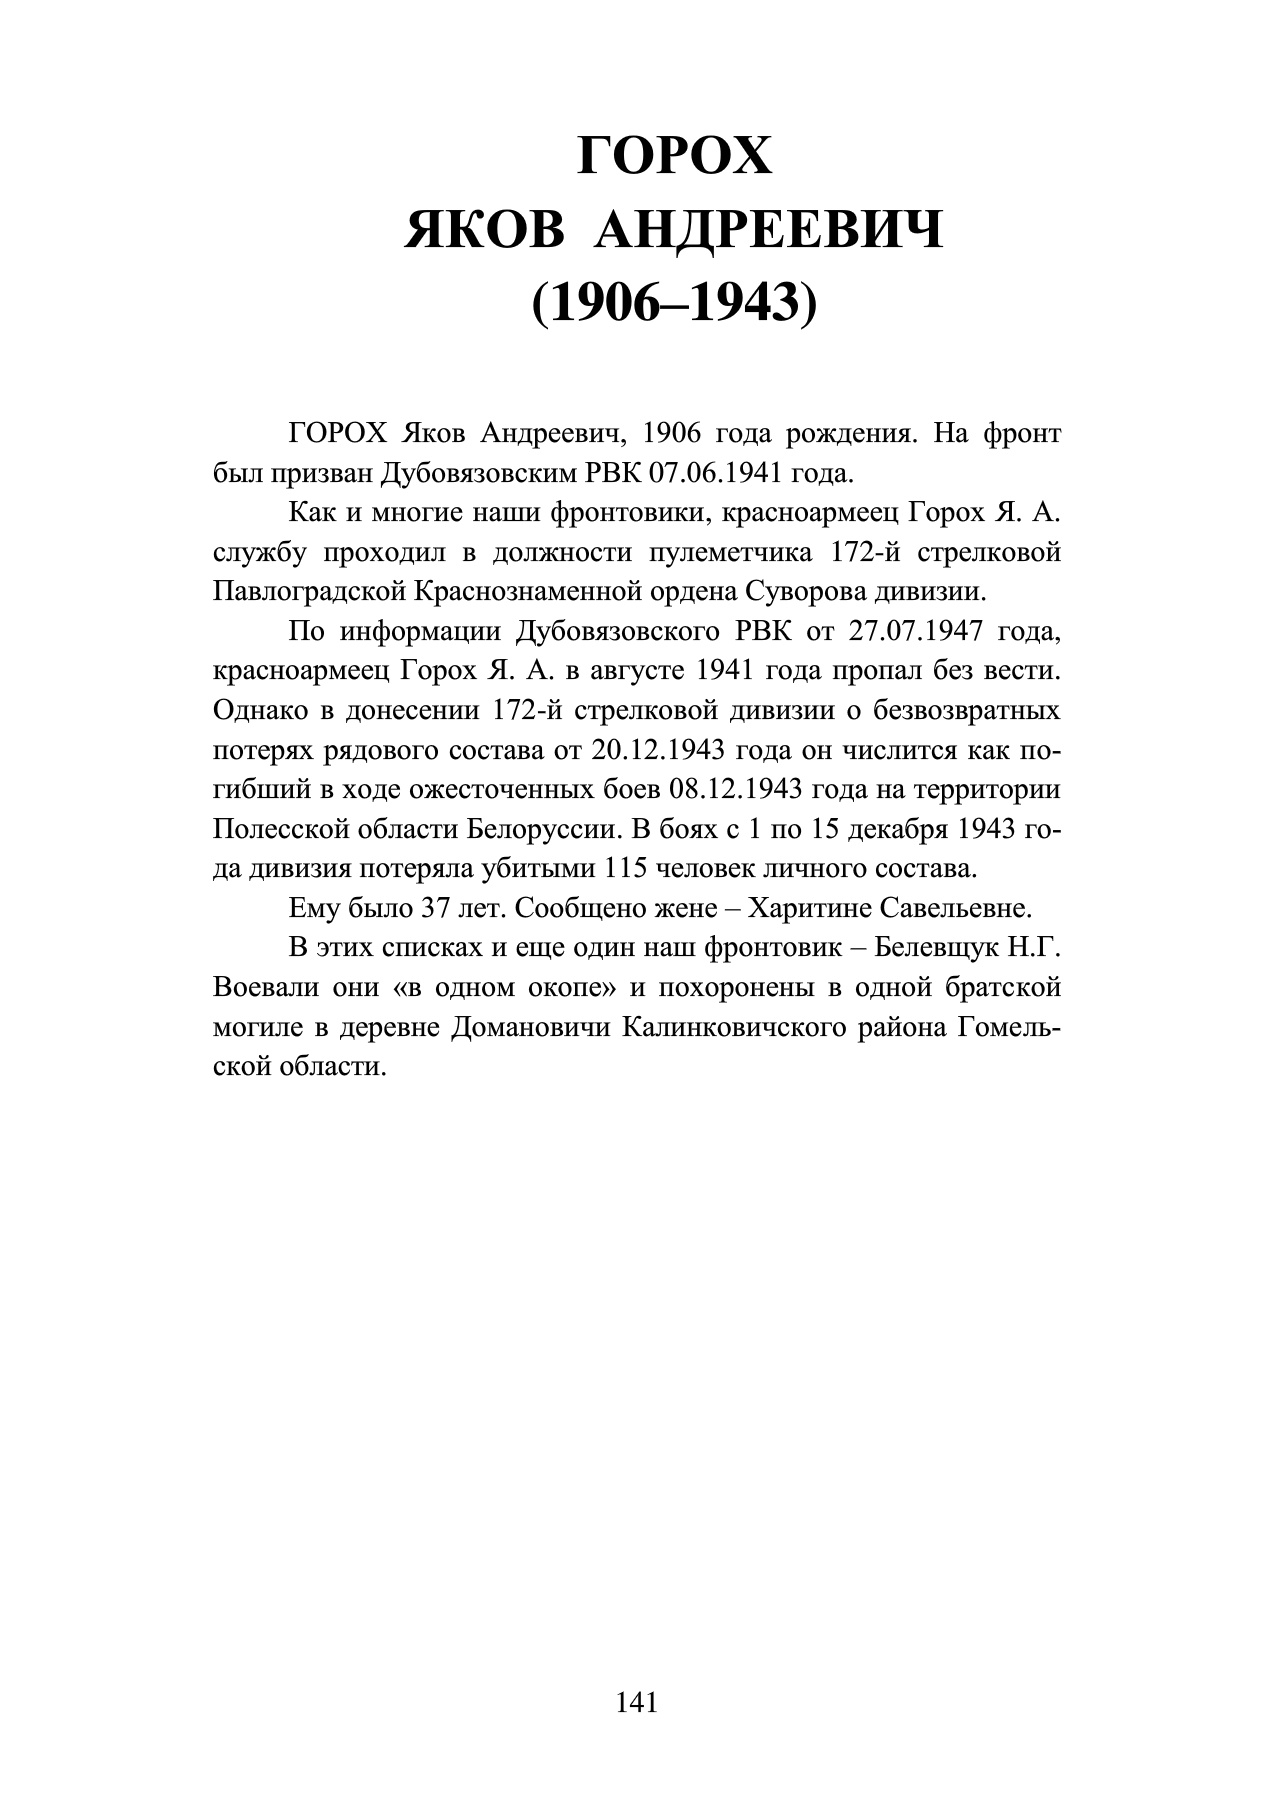 ГОРОХ
ЯКОВ АНДРЕЕВИЧ
(1906–1943)
ГОРОХ Яков Андреевич, 1906 года рождения. На фронт
был призван Дубовязовским РВК 07.06.1941 года.
Как и многие наши фронтовики, красноармеец Горох Я. А.
службу проходил в должности пулеметчика 172-й стрелковой
Павлоградской Краснознаменной ордена Суворова дивизии.
По информации Дубовязовского РВК от 27.07.1947 года,
красноармеец Горох Я. А. в августе 1941 года пропал без вести.
Однако в донесении 172-й стрелковой дивизии о безвозвратных
потерях рядового состава от 20.12.1943 года он числится как по-
гибший в ходе ожесточенных боев 08.12.1943 года на территории
Полесской области Белоруссии. В боях с 1 по 15 декабря 1943 го-
да дивизия потеряла убитыми 115 человек личного состава.
Ему было 37 лет. Сообщено жене – Харитине Савельевне.
В этих списках и еще один наш фронтовик – Белевщук Н.Г.
Воевали они «в одном окопе» и похоронены в одной братской
могиле в деревне Домановичи Калинковичского района Гомель-
ской области.
141